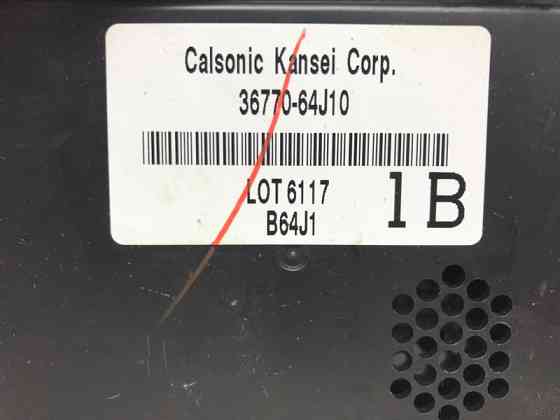 Calsonic Kansei Corp.
36770-64J10
LOT 6117
B64J1
1B